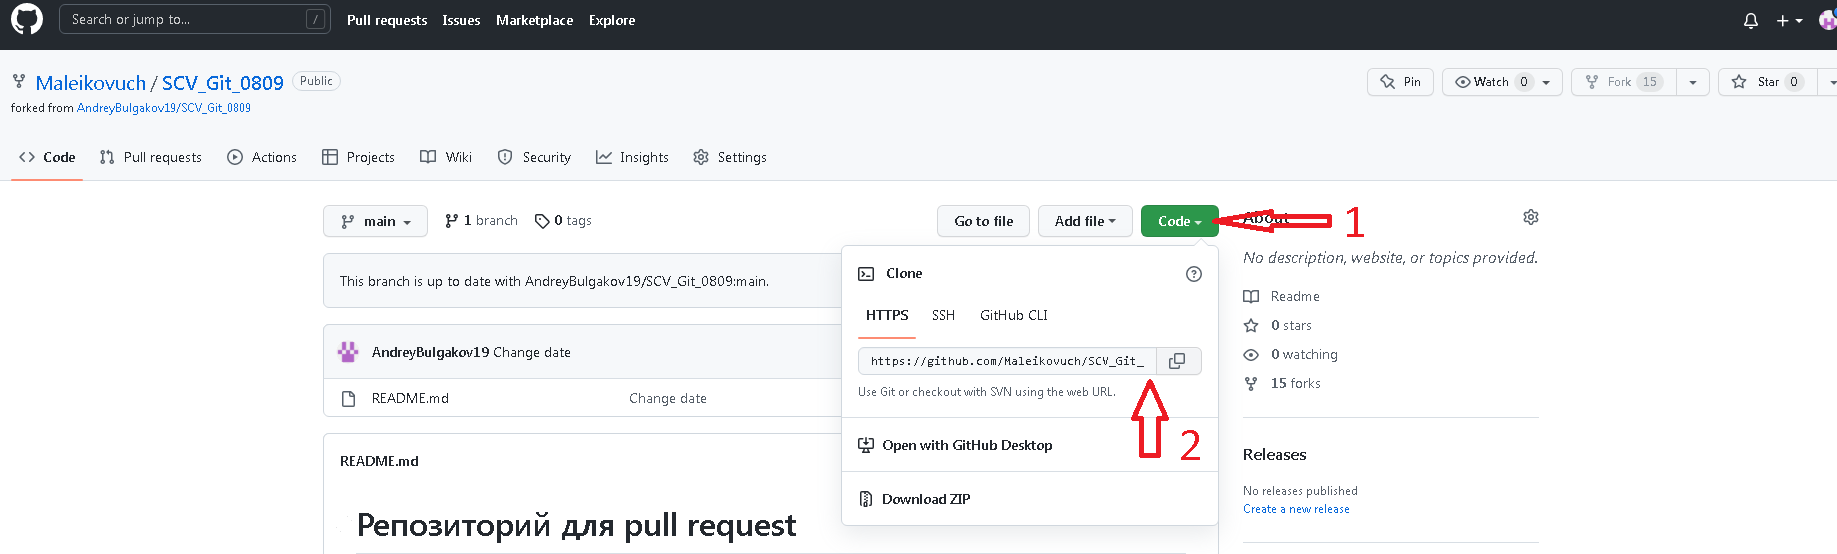 Search or jump to... /
Pull requests Issues Marketplace Explore
Maleikovuch / SCV_Git_0809 Public
Pin Watch 0 Fork 15 Star 0
forked from AndreyBulgakov19/SCV_Git_0809
Code Pull requests Actions Projects Wiki Security Insights Settings
main 1 branch 0 tags Go to file Add file Code 1 About
No description, website, or topics provided.
This branch is up to date with AndreyBulgakov19/SCV_Git_0809:main.
Clone
HTTPS SSH GitHub CLI
https://github.com/Maleikovuch/SCV_Git_
Use Git or checkout with SVN using the web URL.
2
Open with GitHub Desktop
Download ZIP
Readme
0 stars
0 watching
15 forks
AndreyBulgakov19 Change date
README.md Change date
README.md
Репозиторий для pull request
Releases
No releases published
Create a new release